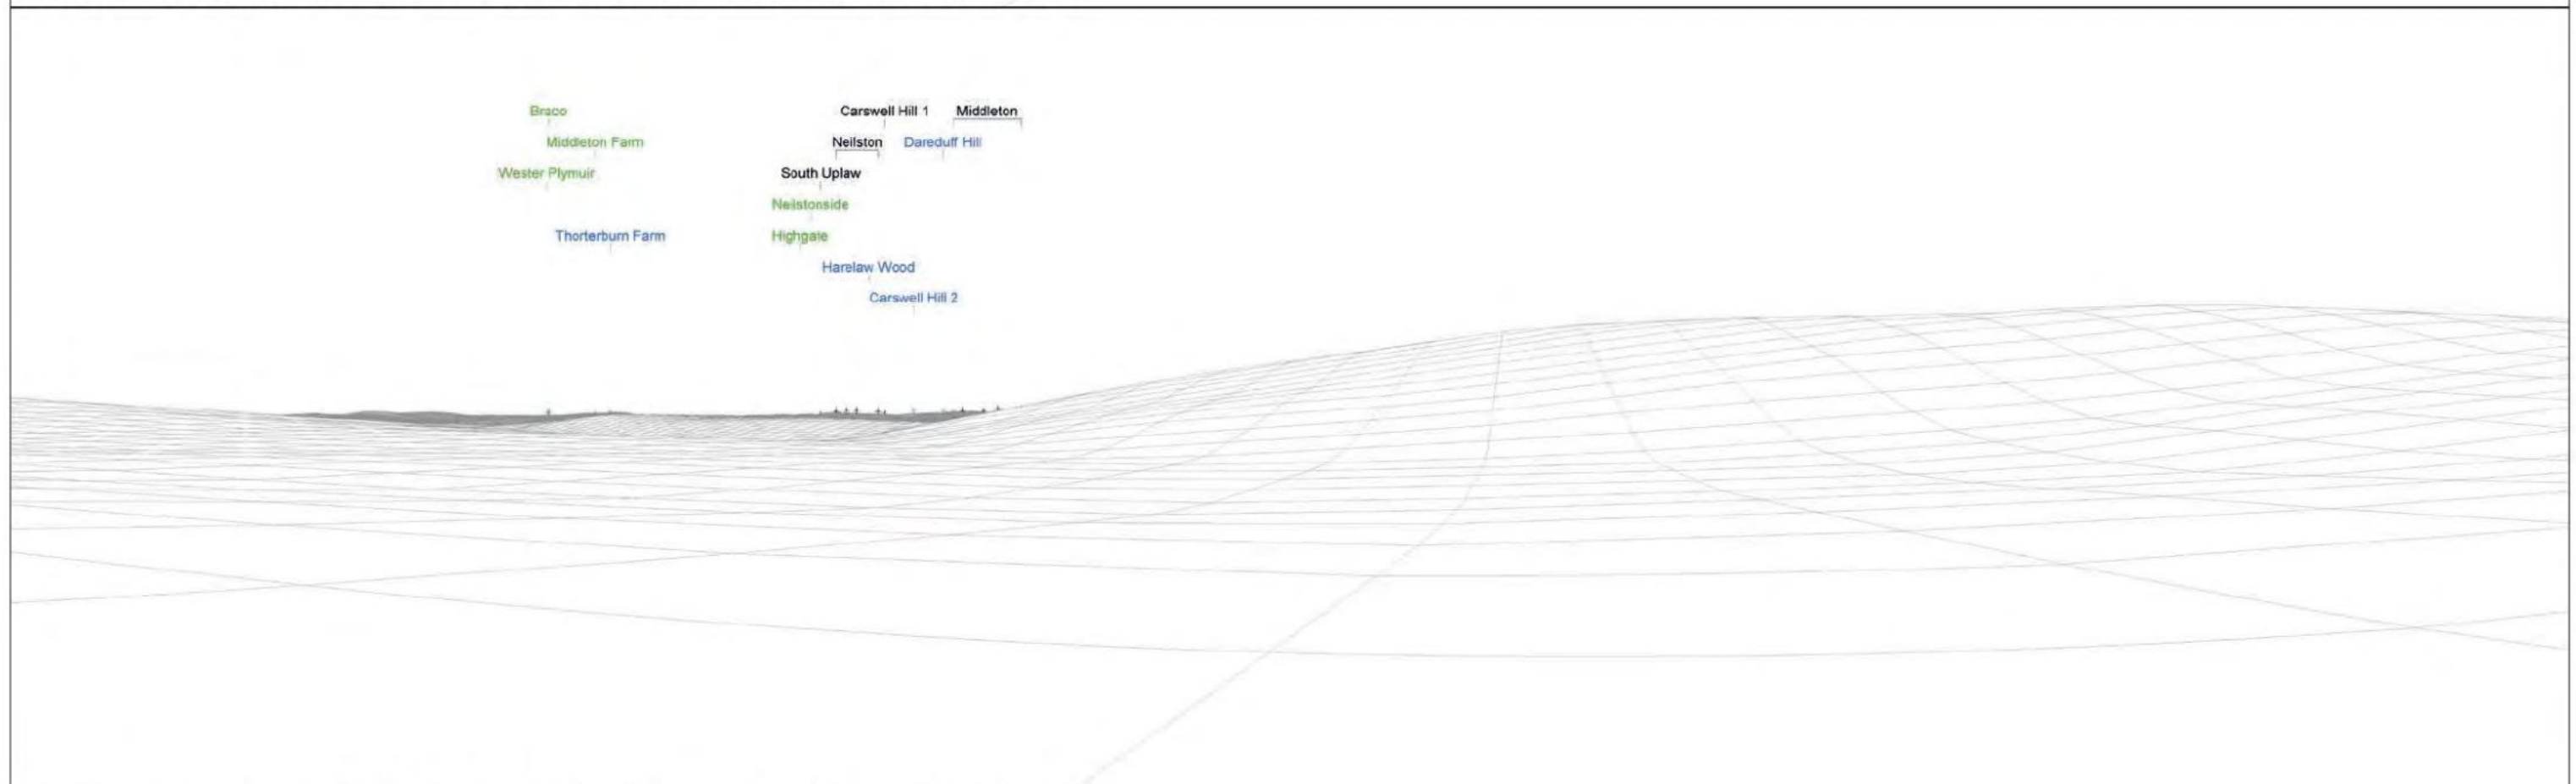 Braco
Carswell Hill 1
Middleton
Middleton Farm
Neilston
Dareduff Hill
Wester Plymuir
South Uplaw
Neilstonside
Thorterburn Farm
Highgate
Harelaw Wood
Carswell Hill 2